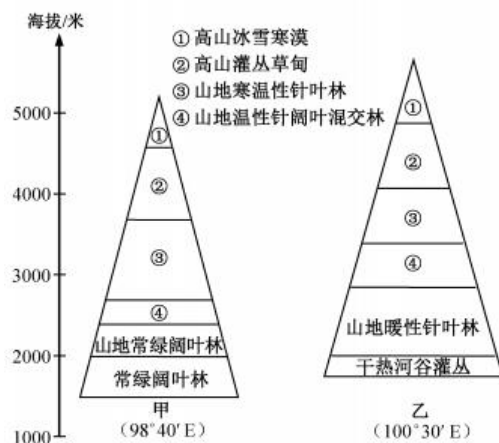 海拔/米
① 高山冰雪寒漠
② 高山灌丛草甸
③ 山地寒温性针叶林
④ 山地温性针阔叶混交林
5000
4000
3000
2000
1000
①
②
③
④
山地常绿阔叶林
常绿阔叶林
甲
(98°40′E)
①
②
③
④
山地暖性针叶林
干热河谷灌丛
乙
(100°30′E)